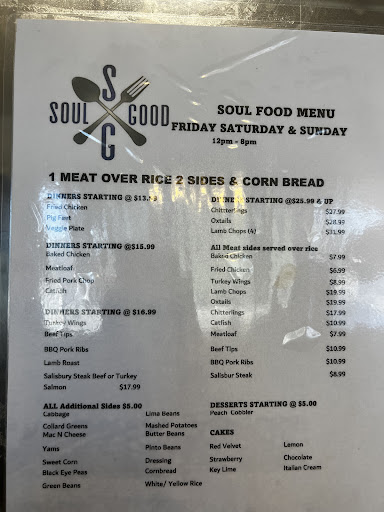 S
SOUL GOOD
G
SOUL FOOD MENU
FRIDAY SATURDAY & SUNDAY
12pm - 8pm
1 MEAT OVER RICE 2 SIDES & CORN BREAD
DINNERS STARTING
Fried Chicken
Pig Feet
Veggie Plate
DINNERS STARTING @$15.99
Baked Chicken
Meatloaf
Fried Pork Chop
Catfish
DINNERS STARTING @ $16.99
Turkey Wings
Beef Tips
BBQ Pork Ribs
Lamb Roast
Salisbury Steak Beef or Turkey
Salmon $17.99
DINNERS STARTING @$25.99 & UP
Chittterlings $27.99
Oxtails $28.99
Lamb Chops (4) $31.99
All Meat sides served over rice
Baked Chicken $7.99
Fried Chicken $6.99
Turkey Wings $8.99
Lamb Chops $19.99
Oxtails $19.99
Chitterlings $17.99
Catfish $10.99
Meatloaf $7.99
Beef Tips $10.99
BBQ Pork Ribs $10.99
Salisbur Steak $8.99
ALL Additional Sides $5.00
Cabbage
Collard Greens
Mac N Cheese
Yams
Sweet Corn
Black Eye Peas
Green Beans
Lima Beans
Mashed Potatoes
Butter Beans
Pinto Beans
Dressing
Cornbread
White/ Yellow Rice
DESSERTS STARTING @ $5.00
Peach Cobbler
CAKES
Red Velvet
Strawberry
Key Lime
Lemon
Chocolate
Italian Cream